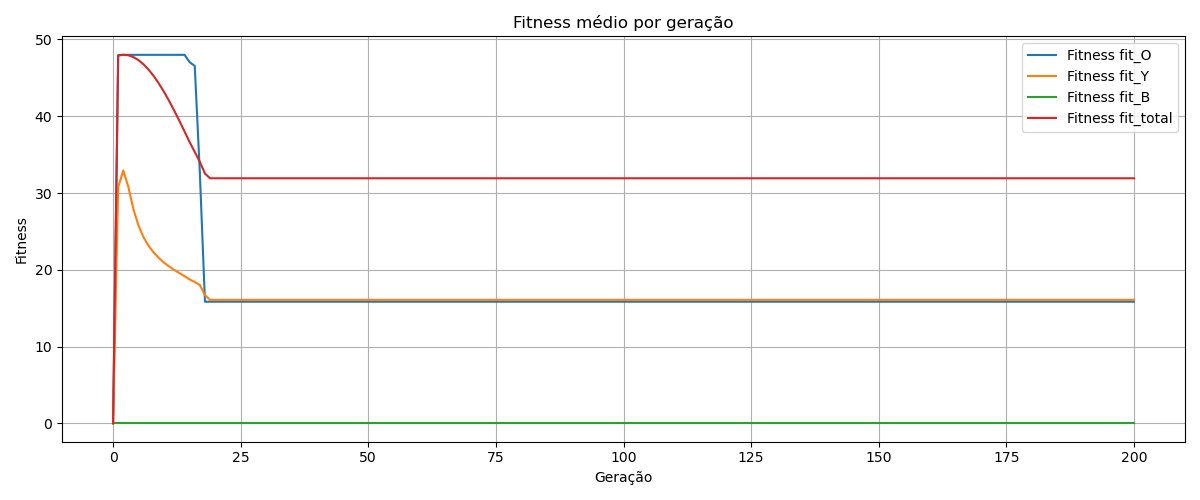 Fitness médio por geração
50
40
30
20
10
0
Fitness
Fitness fit_O
Fitness fit_Y
Fitness fit_B
Fitness fit_total
0 25 50 75 100 125 150 175 200
Geração